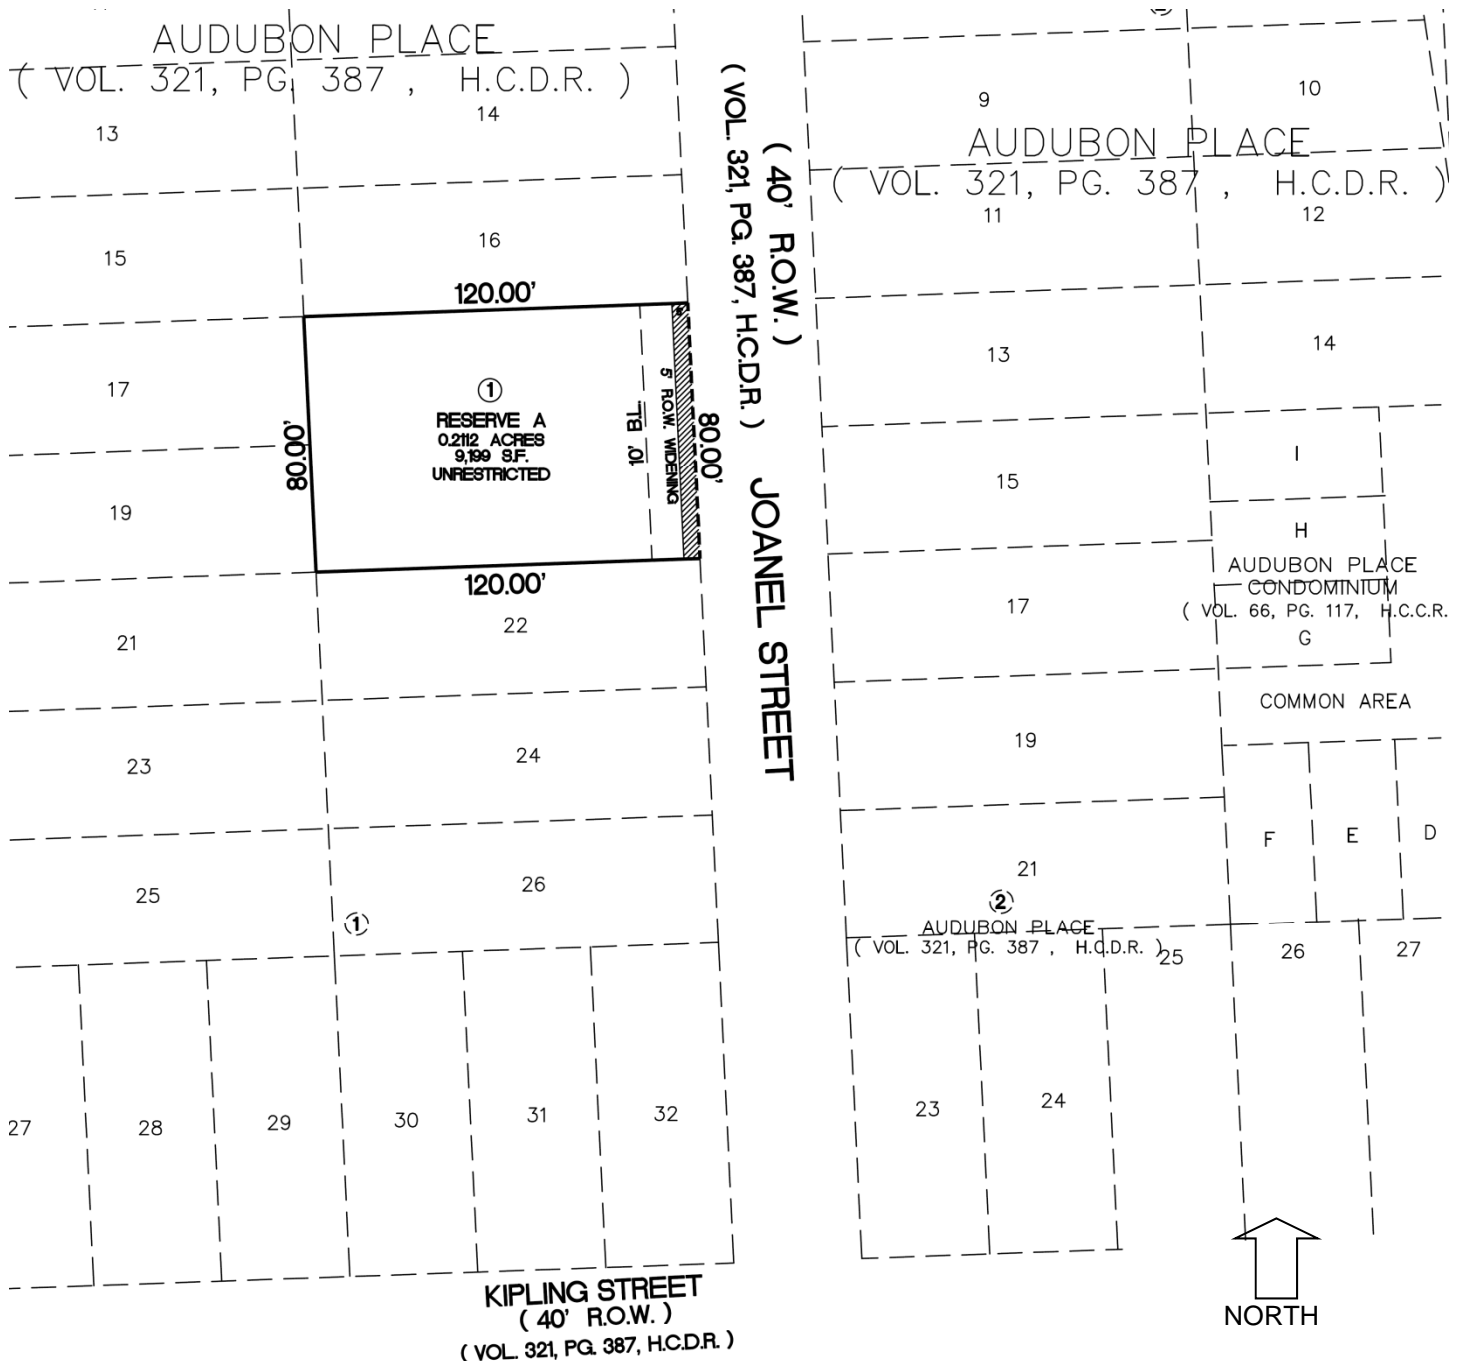 AUDUBON PLACE
( VOL. 321, PG. 387 , H.C.D.R. )
13
14
15
16
17
19
120.00'
80.00'
1
RESERVE A
0.2112 ACRES
9,199 S.F.
UNRESTRICTED
10' B.L.
5' R.O.W. WIDENING
80.00'
120.00'
21
22
23
24
25
26
1
27
28
29
30
31
32
KIPLING STREET
( 40' R.O.W. )
( VOL. 321, PG. 387, H.C.D.R. )
JOANEL STREET
( 40' R.O.W. )
( VOL. 321, PG. 387, H.C.D.R. )
9
10
AUDUBON PLACE
( VOL. 321, PG. 387 , H.C.D.R. )
11
12
13
14
15
I
H
AUDUBON PLACE
CONDOMINIUM
( VOL. 66, PG. 117, H.C.C.R.
G
17
COMMON AREA
19
F
E
D
21
2
AUDUBON PLACE
( VOL. 321, PG. 387 , H.C.D.R. )
25
26
27
23
24
NORTH